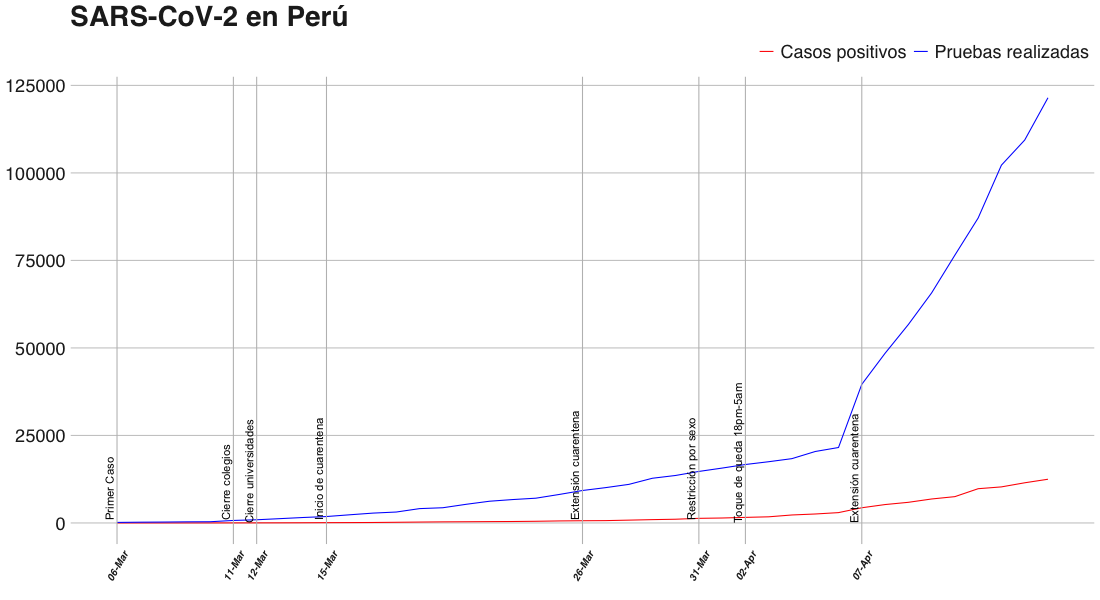 SARS-CoV-2 en Perú
Casos positivos
Pruebas realizadas
125000
100000
75000
50000
25000
0
Primer Caso
Cierre colegios
Cierre universidades
Inicio de cuarentena
Extensión cuarentena
Restricción por sexo
Toque de queda 18pm-5am
Extensión cuarentena
06-Mar
11-Mar
12-Mar
15-Mar
26-Mar
31-Mar
02-Apr
07-Apr